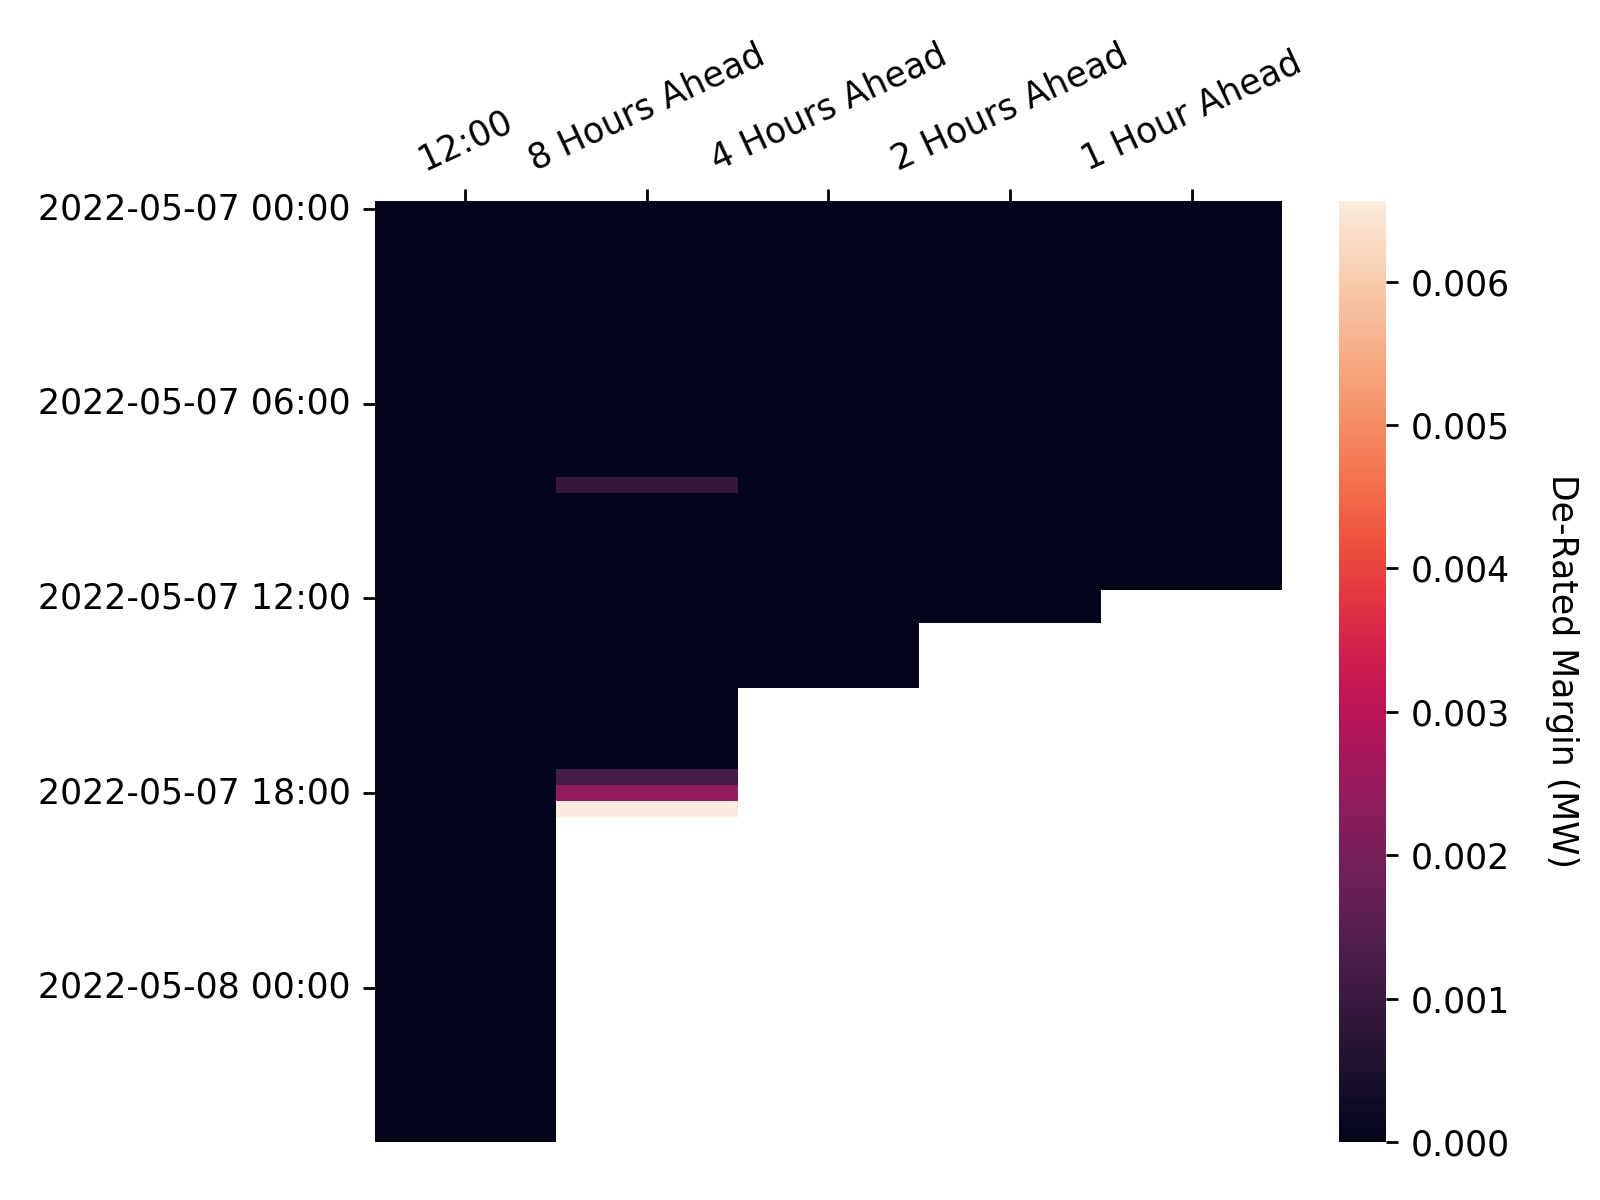 12:00
8 Hours Ahead
4 Hours Ahead
2 Hours Ahead
1 Hour Ahead
2022-05-07 00:00
2022-05-07 06:00
2022-05-07 12:00
2022-05-07 18:00
2022-05-08 00:00
0.006
0.005
0.004
0.003
0.002
0.001
0.000
De-Rated Margin (MW)